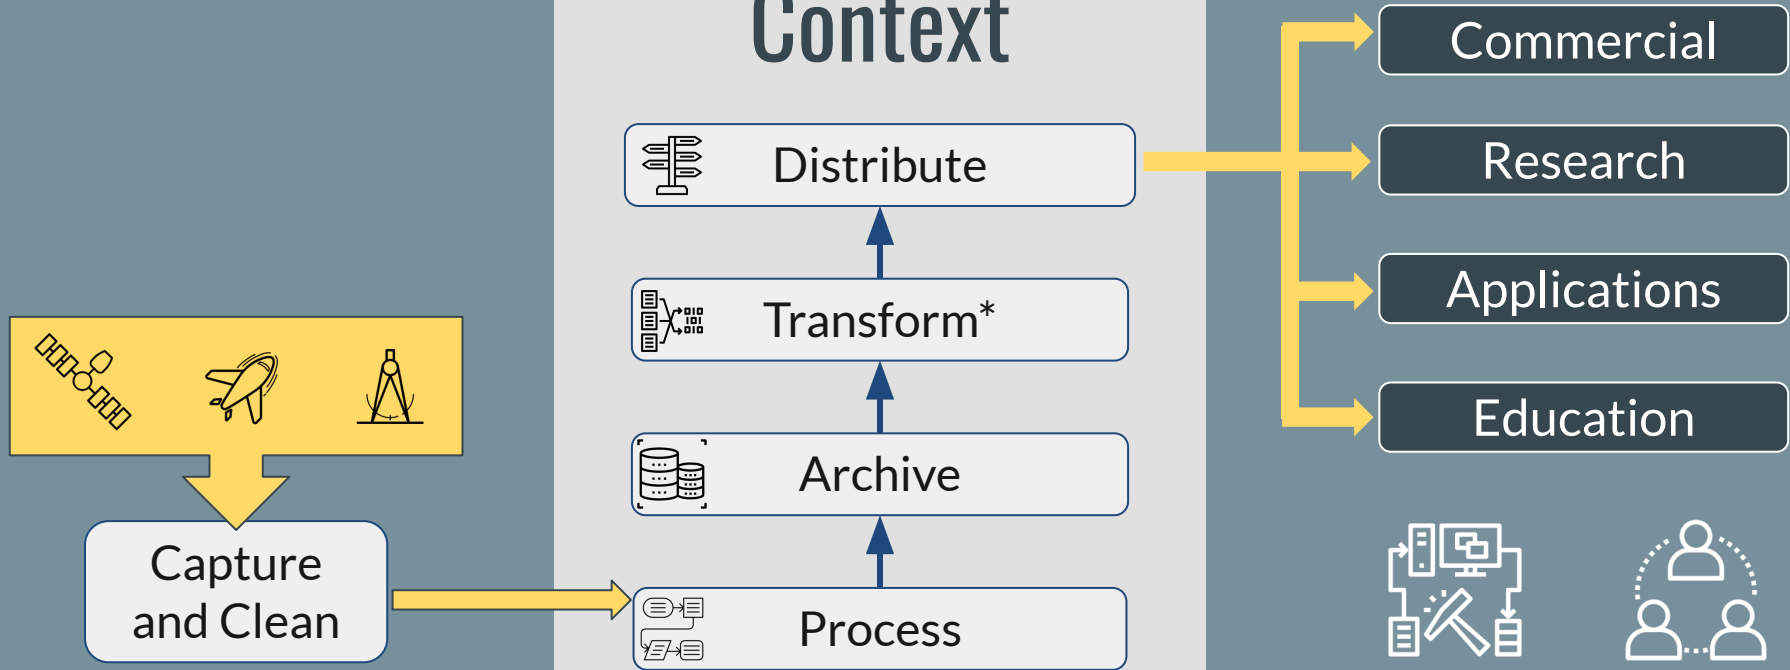 Context
Commercial
Distribute
Research
Transform*
Applications
Archive
Education
Capture
and Clean
Process